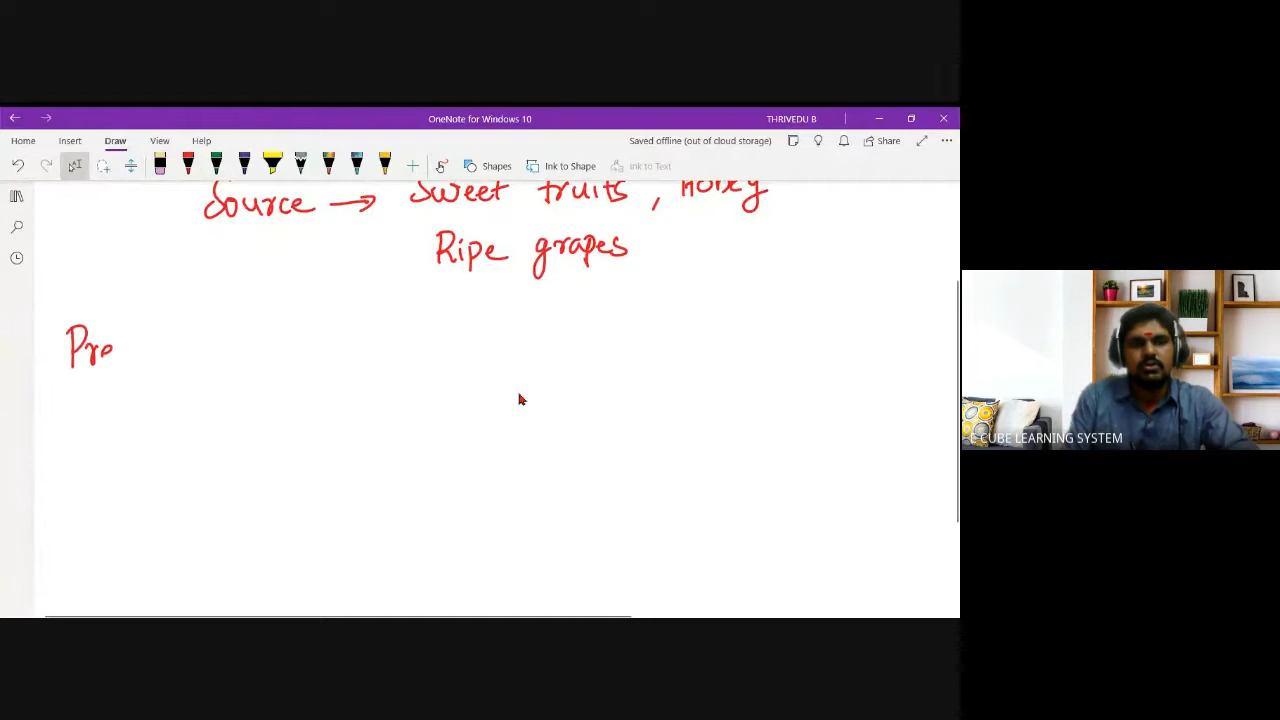 OneNote for Windows 10
THRIVEDU B
Home Insert Draw View Help
Saved offline (out of cloud storage)
Share
Shapes
Ink to Shape
Ink to Text
Source → Sweet fruits, Honey
Ripe grapes
Pre
E CUBE LEARNING SYSTEM